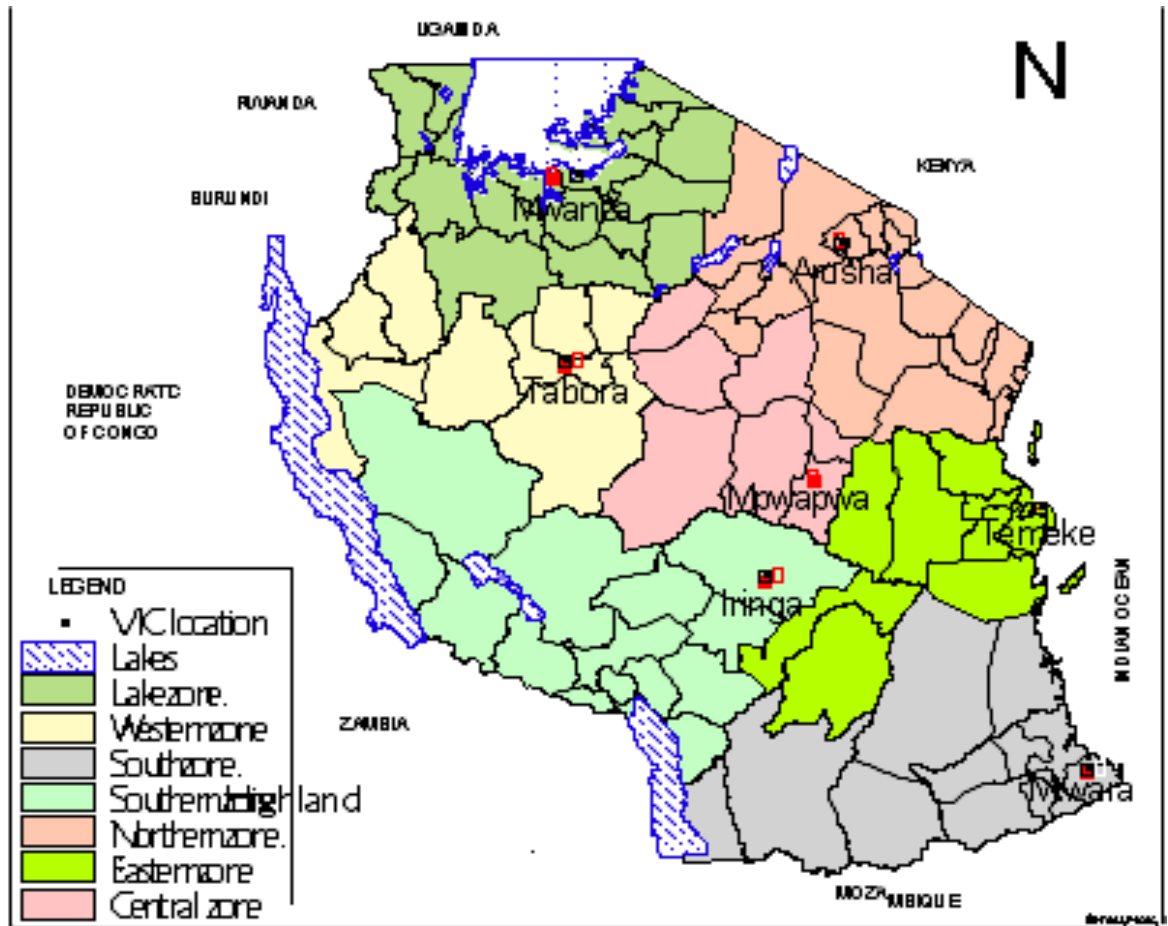 UGANDA
N
RWANDA
KENYA
BURUNDI
Mwanza
Arusha
DEMOCRATC
REPUBLIC
OF CONGO
Tabora
Mpwapwa
Temeke
Iringa
INDIAN OCEAN
LEGEND
VIC location
Lakes
Lake zone.
Western zone
South zone.
Southern highland
Northern zone.
Eastern zone
Central zone
ZAMBIA
Mtwara
MOZAMBIQUE